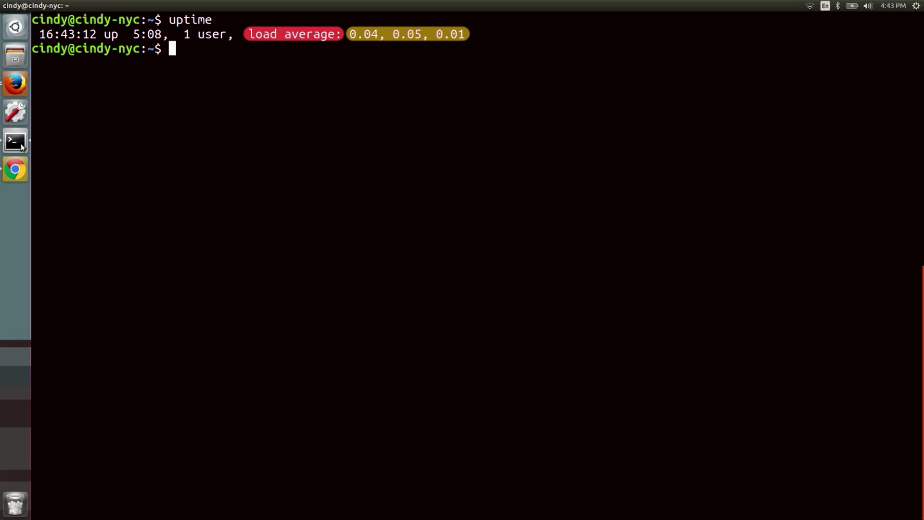 cindy@cindy-nyc: ~
En
4:43 PM
cindy@cindy-nyc:~$ uptime
16:43:12 up  5:08,  1 user,  load average: 0.04, 0.05, 0.01
cindy@cindy-nyc:~$
>_